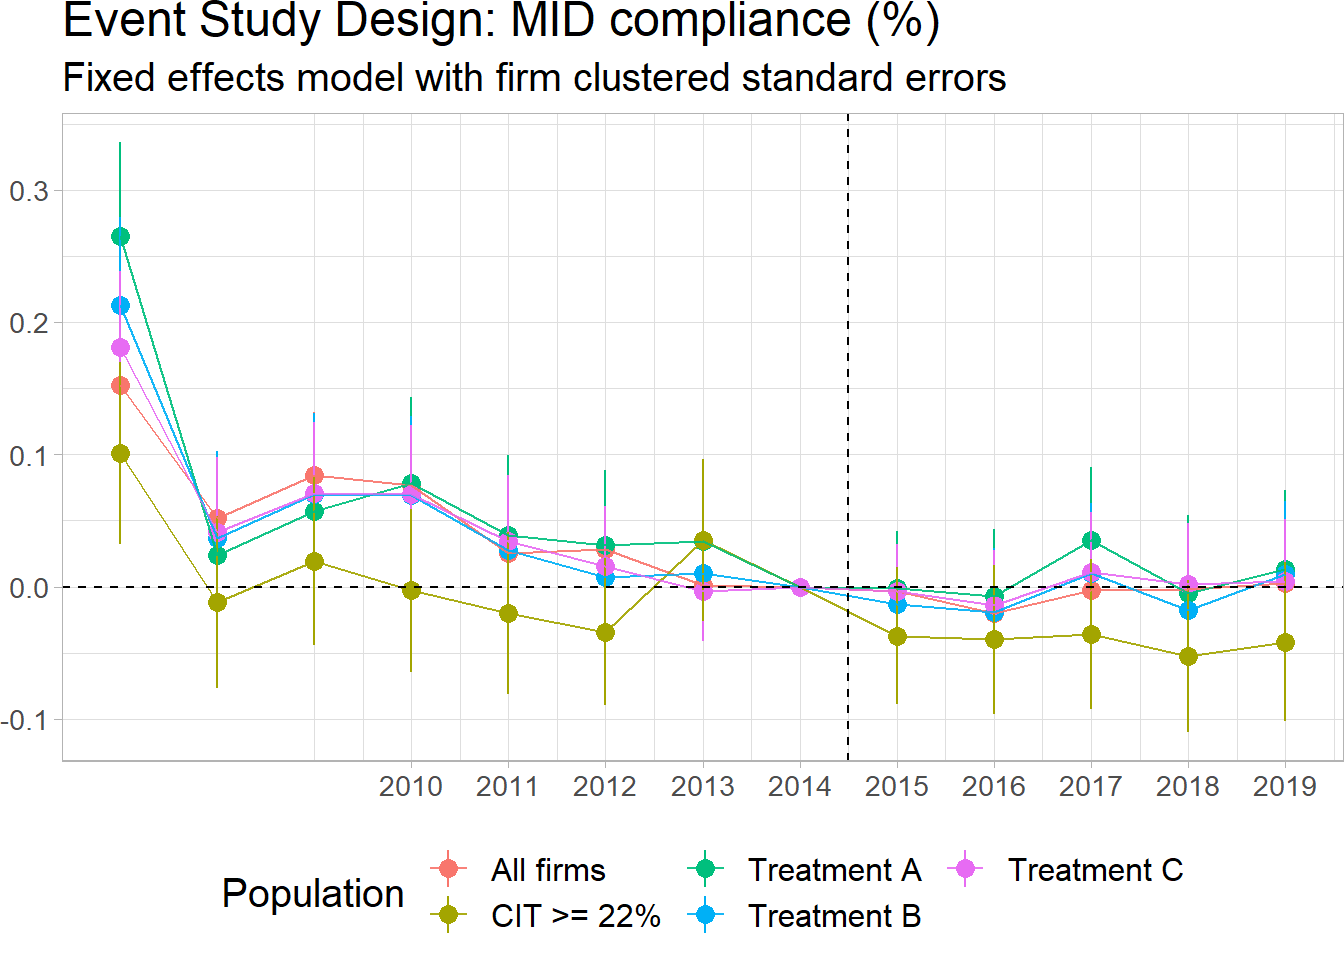 Event Study Design: MID compliance (%)
Fixed effects model with firm clustered standard errors
0.3
0.2
0.1
0.0
-0.1
2010 2011 2012 2013 2014 2015 2016 2017 2018 2019
Population
All firms
CIT >= 22%
Treatment A
Treatment B
Treatment C